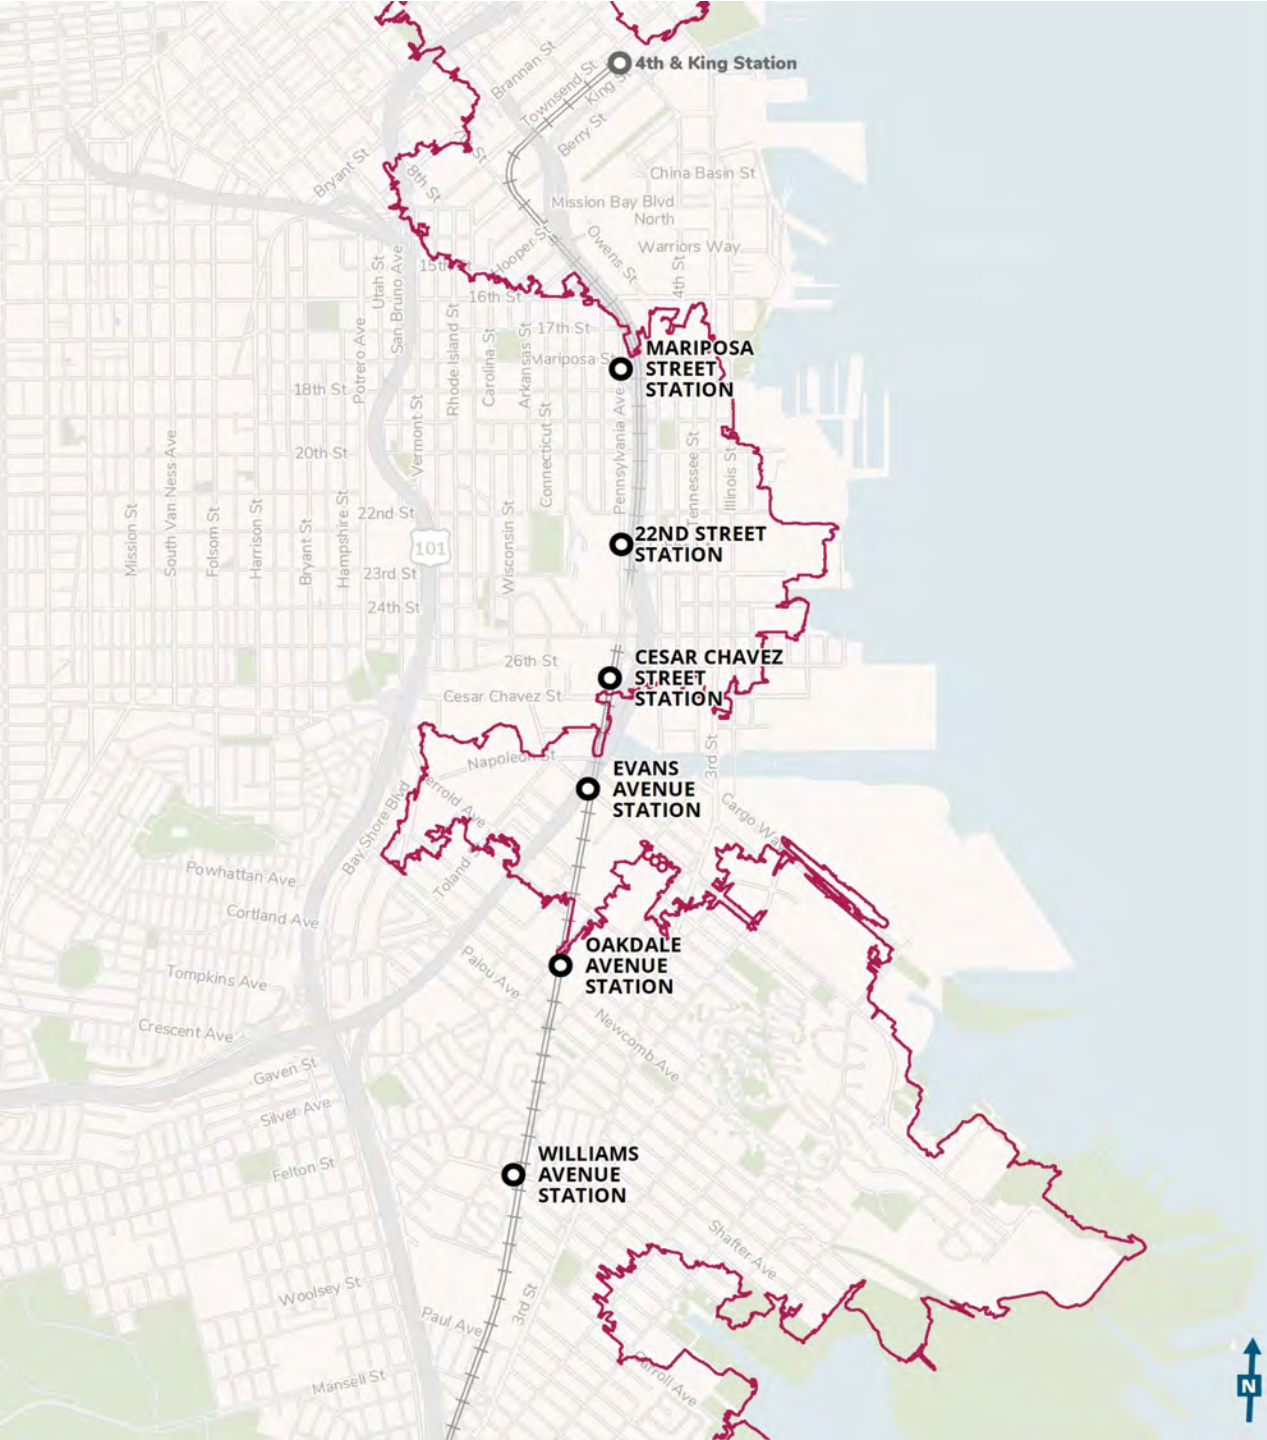 4th & King Station
Brannan St
Townsend St
King St
Berry St
China Basin St
Bryant St
8th St
Mission Bay Blvd
North
Owens St
Warriors Way
Hooper St
4th St
15th St
Utah St
San Bruno Ave
16th St
17th St
MARIPOSA
STREET
STATION
Mariposa St
Potrero Ave
Rhode Island St
Carolina St
Arkansas St
18th St
Pennsylvania Ave
Vermont St
Connecticut St
Tennessee St
Illinois St
20th St
South Van Ness Ave
Mission St
Folsom St
Harrison St
Bryant St
Hampshire St
22nd St
Wisconsin St
22ND STREET
STATION
101
23rd St
24th St
26th St
CESAR CHAVEZ
STREET
STATION
Cesar Chavez St
3rd St
Napoleon St
EVANS
AVENUE
STATION
Cargo Way
Bay Shore Blvd
Toland
Powhattan Ave
Cortland Ave
OAKDALE
AVENUE
STATION
Palou Ave
Tompkins Ave
Crescent Ave
Newcomb Ave
Gaven St
Silver Ave
Felton St
WILLIAMS
AVENUE
STATION
Shafter Ave
Woolsey St
3rd St
Paul Ave
Mansell St
Carroll Ave
N